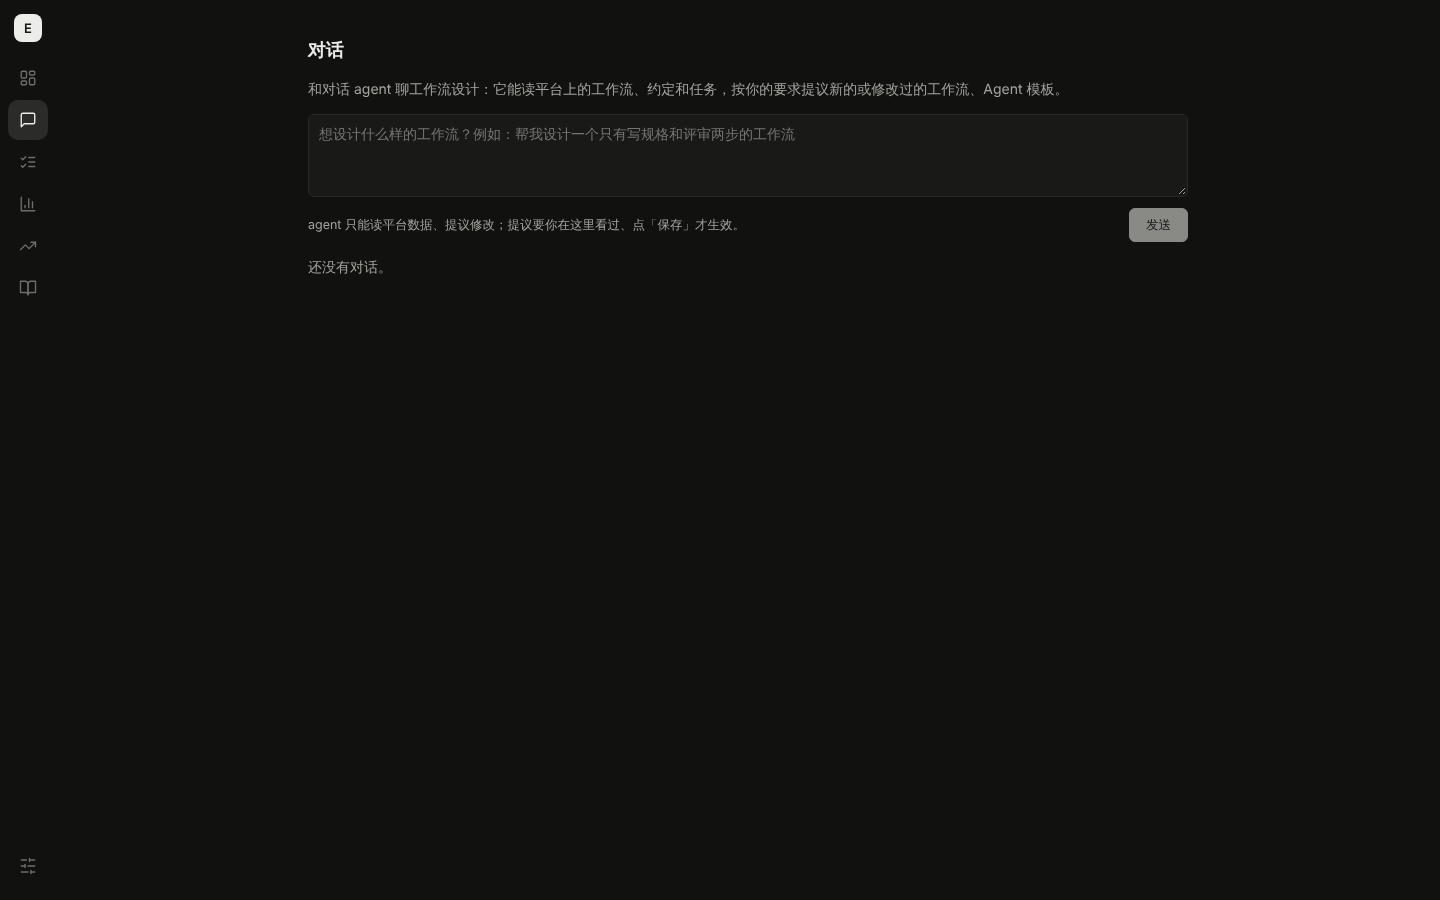 E
对话
和对话 agent 聊工作流设计：它能读平台上的工作流、约定和任务，按你的要求提议新的或修改过的工作流、Agent 模板。
想设计什么样的工作流？例如：帮我设计一个只有写规格和评审两步的工作流
agent 只能读平台数据、提议修改；提议要你在这里看过、点「保存」才生效。
发送
还没有对话。